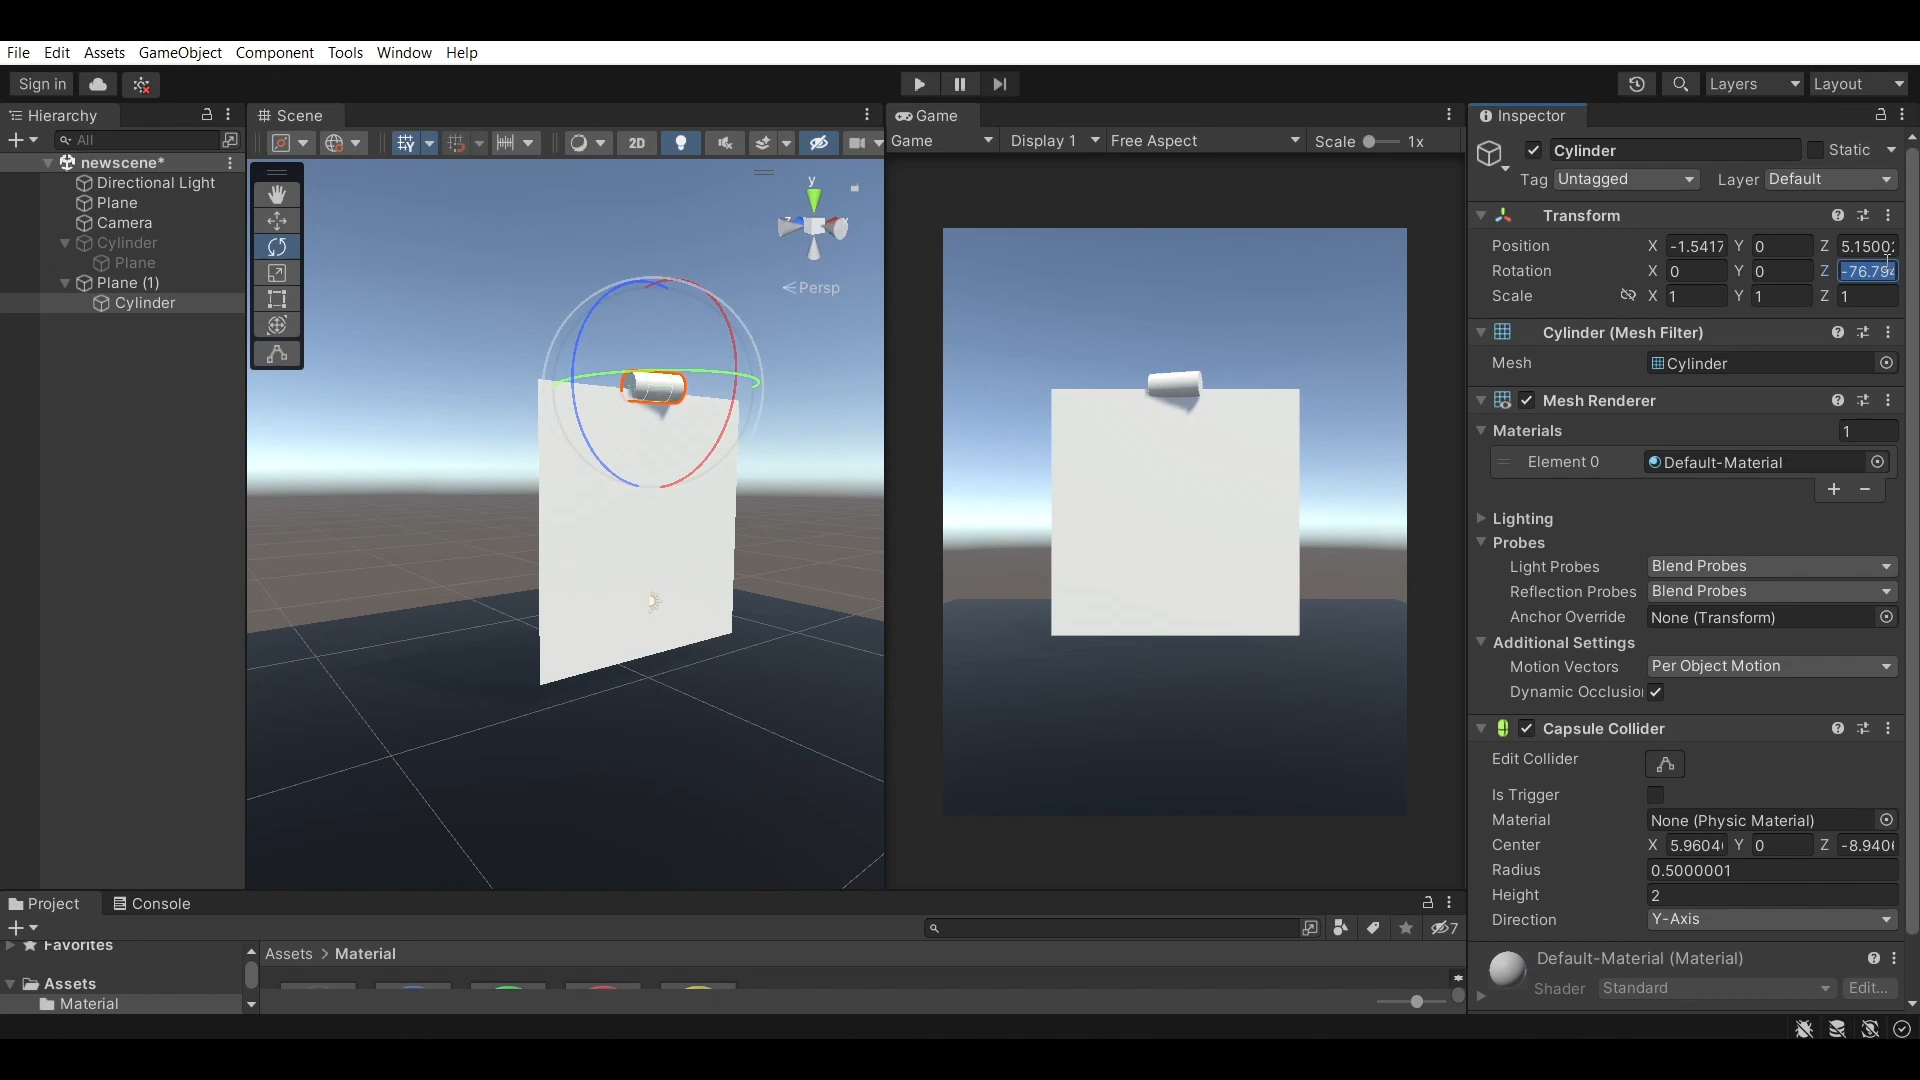 File Edit Assets GameObject Component Tools Window Help
Sign in Layers Layout
Hierarchy
All
newscene*
Directional Light
Plane
Camera
Cylinder
Plane
Plane (1)
Cylinder
Scene
2D
y
Persp
Game
Game Display 1 Free Aspect Scale 1x
Inspector
Cylinder Static
Tag Untagged Layer Default
Transform
Position X -1.5417 Y 0 Z 5.1500
Rotation X 0 Y 0 Z -76.794
Scale X 1 Y 1 Z 1
Cylinder (Mesh Filter)
Mesh Cylinder
Mesh Renderer
Materials 1
Element 0 Default-Material
Lighting
Probes
Light Probes Blend Probes
Reflection Probes Blend Probes
Anchor Override None (Transform)
Additional Settings
Motion Vectors Per Object Motion
Dynamic Occlusio
Capsule Collider
Edit Collider
Is Trigger
Material None (Physic Material)
Center X 5.9604 Y 0 Z -8.940
Radius 0.5000001
Height 2
Direction Y-Axis
Default-Material (Material)
Shader Standard Edit...
Project Console
7
Favorites
Assets
Material
Assets > Material